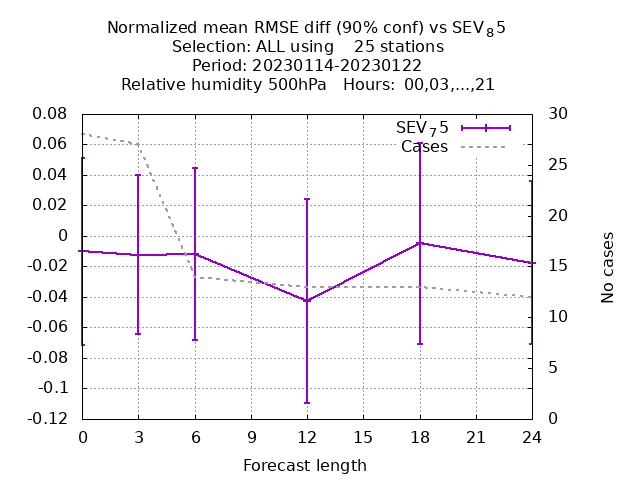 Normalized mean RMSE diff (90% conf) vs SEV₈5
Selection: ALL using    25 stations
Period: 20230114-20230122
Relative humidity 500hPa   Hours: 00,03,...,21
0.08
0.06
0.04
0.02
0
-0.02
-0.04
-0.06
-0.08
-0.1
-0.12
SEV₇5
Cases
30
25
20
15
10
5
0
No cases
0 3 6 9 12 15 18 21 24
Forecast length